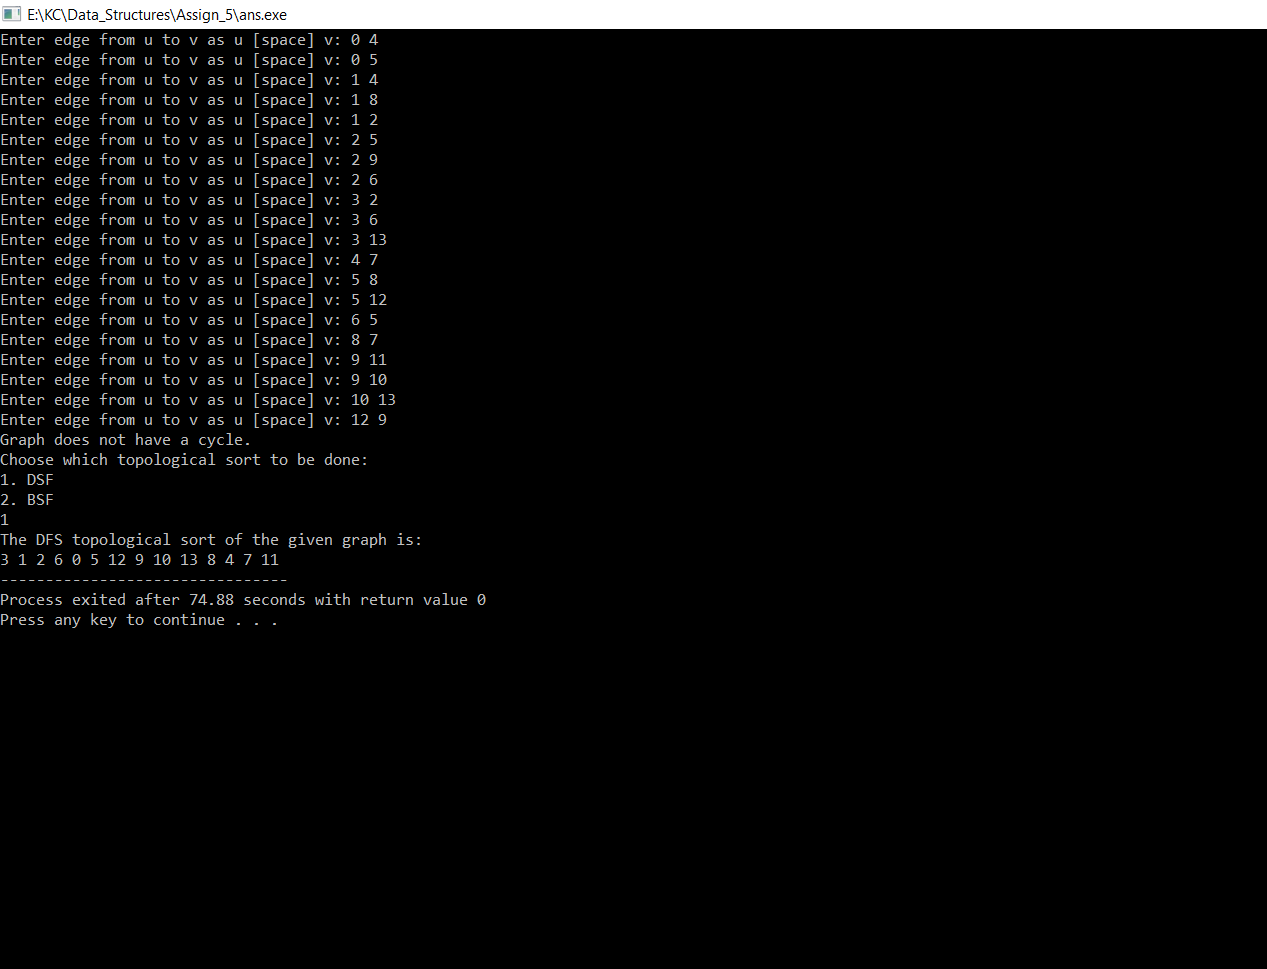 E:\KC\Data_Structures\Assign_5\ans.exe
Enter edge from u to v as u [space] v: 0 4
Enter edge from u to v as u [space] v: 0 5
Enter edge from u to v as u [space] v: 1 4
Enter edge from u to v as u [space] v: 1 8
Enter edge from u to v as u [space] v: 1 2
Enter edge from u to v as u [space] v: 2 5
Enter edge from u to v as u [space] v: 2 9
Enter edge from u to v as u [space] v: 2 6
Enter edge from u to v as u [space] v: 3 2
Enter edge from u to v as u [space] v: 3 6
Enter edge from u to v as u [space] v: 3 13
Enter edge from u to v as u [space] v: 4 7
Enter edge from u to v as u [space] v: 5 8
Enter edge from u to v as u [space] v: 5 12
Enter edge from u to v as u [space] v: 6 5
Enter edge from u to v as u [space] v: 8 7
Enter edge from u to v as u [space] v: 9 11
Enter edge from u to v as u [space] v: 9 10
Enter edge from u to v as u [space] v: 10 13
Enter edge from u to v as u [space] v: 12 9
Graph does not have a cycle.
Choose which topological sort to be done:
1. DSF
2. BSF
1
The DFS topological sort of the given graph is:
3 1 2 6 0 5 12 9 10 13 8 4 7 11
--------------------------------
Process exited after 74.88 seconds with return value 0
Press any key to continue . . .